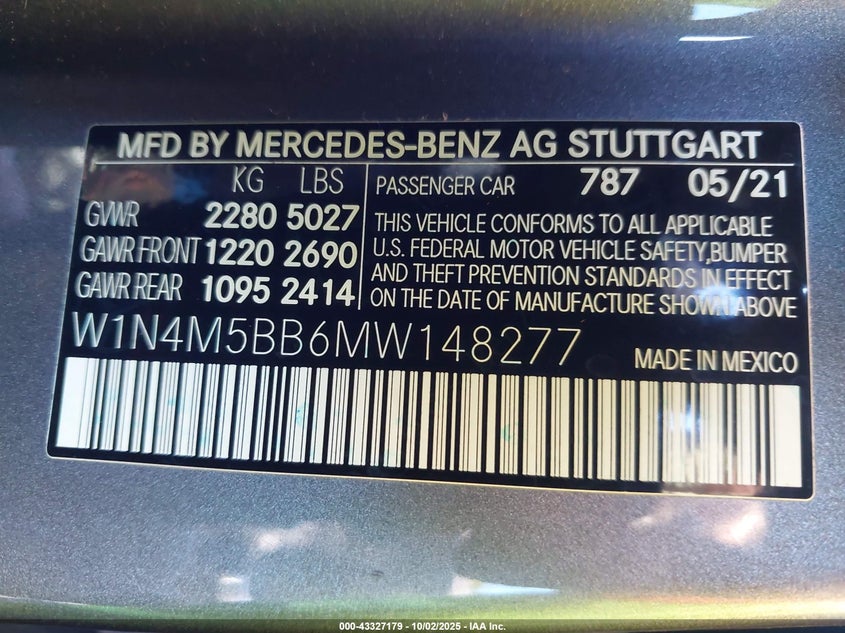 MFD BY MERCEDES-BENZ AG STUTTGART
KG LBS
GVWR 2280 5027
GAWR FRONT 1220 2690
GAWR REAR 1095 2414
PASSENGER CAR 787 05/21
THIS VEHICLE CONFORMS TO ALL APPLICABLE
U.S. FEDERAL MOTOR VEHICLE SAFETY,BUMPER
AND THEFT PREVENTION STANDARDS IN EFFECT
ON THE DATE OF MANUFACTURE SHOWN ABOVE
W1N4M5BB6MW148277
MADE IN MEXICO
000-43327179 - 10/02/2025 - IAA Inc.